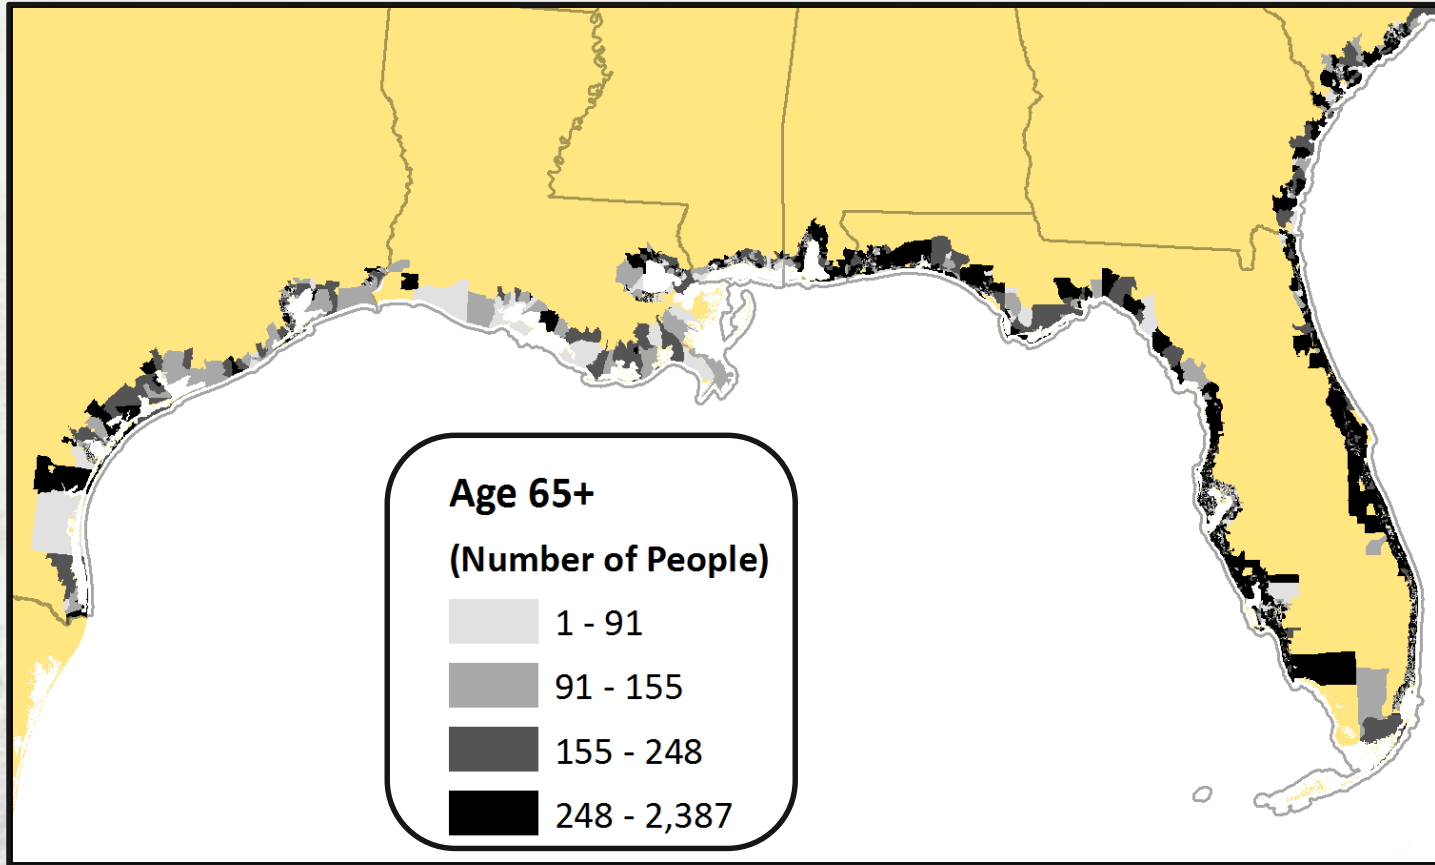 Age 65+
(Number of People)
1 - 91
91 - 155
155 - 248
248 - 2,387